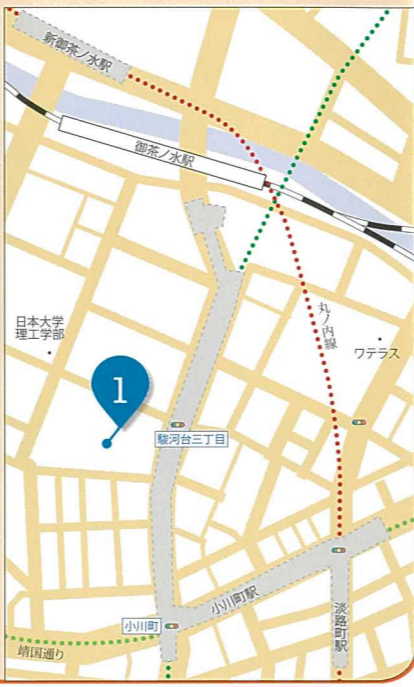 新御茶ノ水駅
御茶ノ水駅
丸ノ内線
日本大学
理工学部
ワテラス
1
駿河台三丁目
小川町駅
小川町
淡路町駅
靖国通り